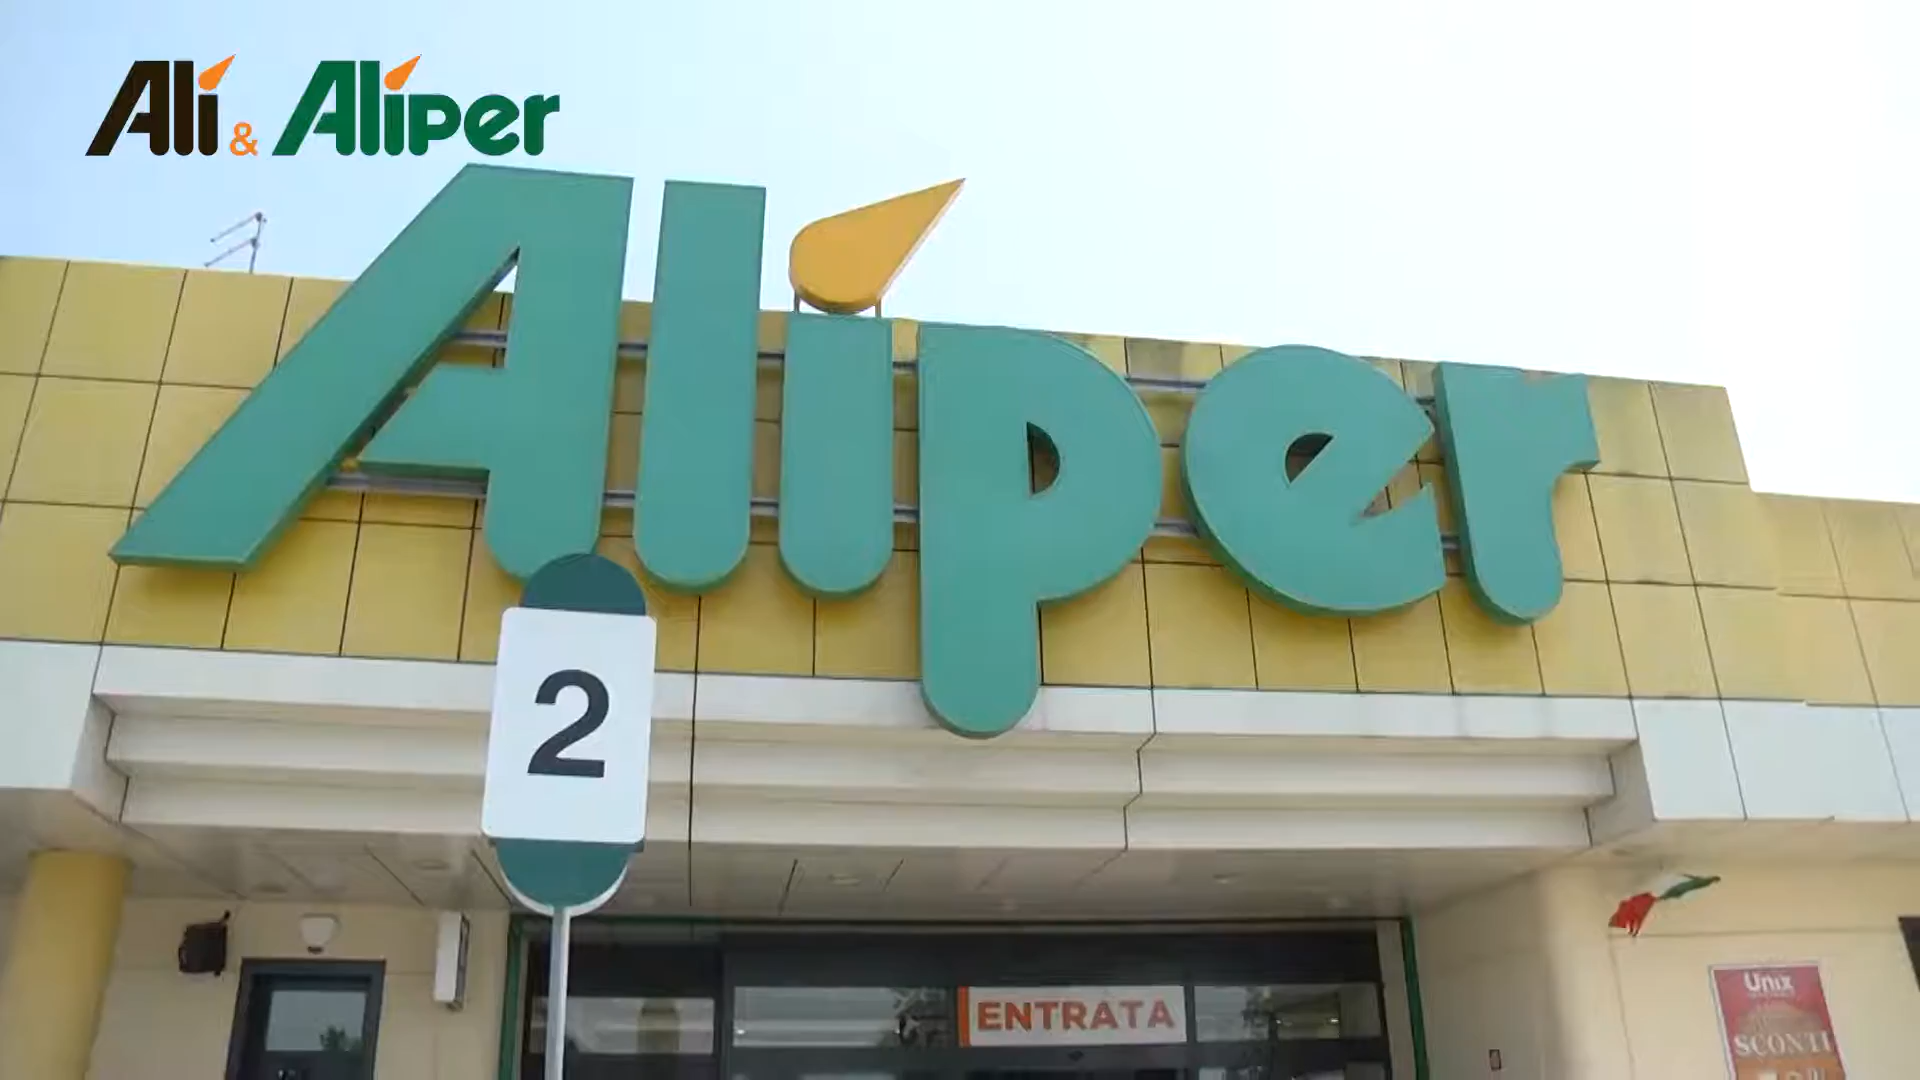 Alì & Alìper
Alìper
2
ENTRATA
Unix
SCONTI